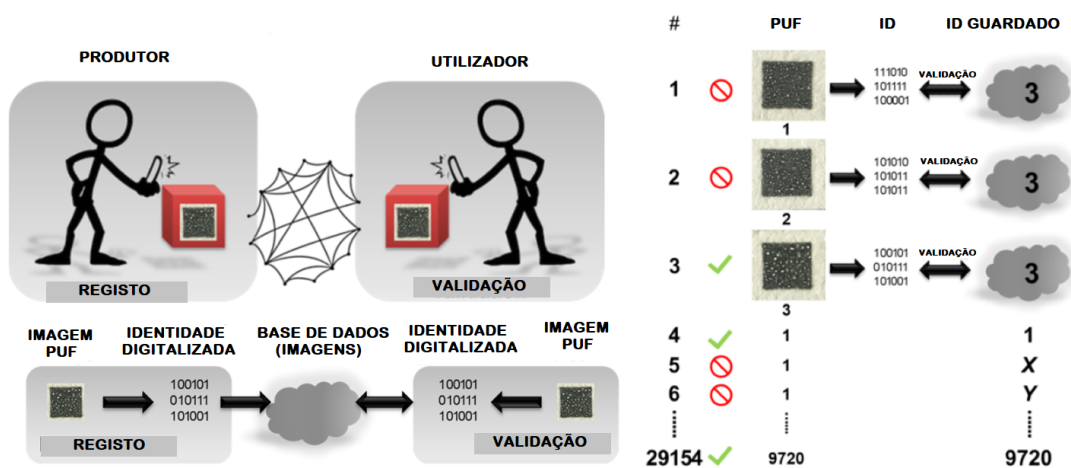 PRODUTOR
UTILIZADOR
REGISTO
VALIDAÇÃO
IMAGEM
PUF
IDENTIDADE
DIGITALIZADA
BASE DE DADOS
(IMAGENS)
IDENTIDADE
DIGITALIZADA
IMAGEM
PUF
100101
010111
101001
100101
010111
101001
REGISTO
VALIDAÇÃO
# PUF ID ID GUARDADO
1
111010
101111
100001
VALIDAÇÃO
3
1
2
101010
101011
101011
VALIDAÇÃO
3
2
3
100101
010111
101001
VALIDAÇÃO
3
3
4 1 1
5 1 X
6 1 Y
29154 9720 9720